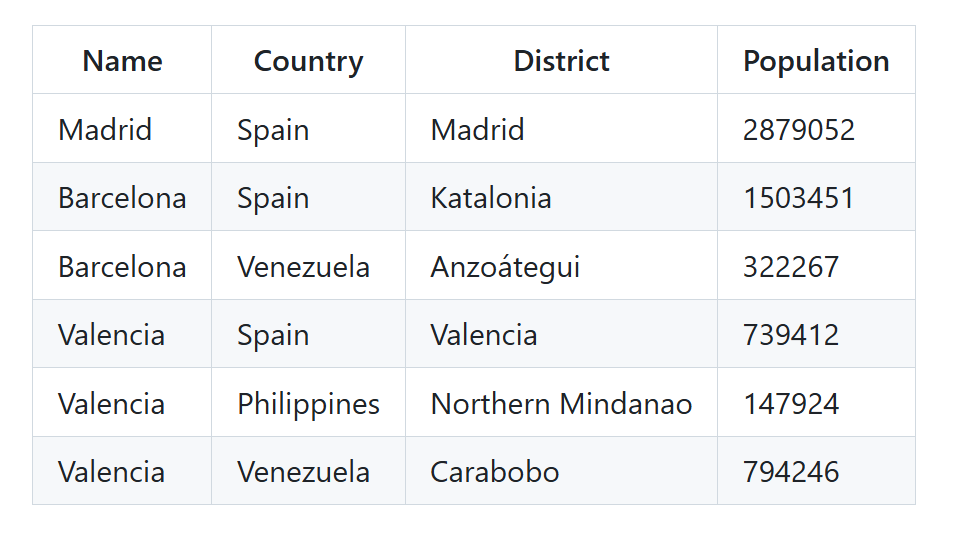 Name Country District Population
Madrid Spain Madrid 2879052
Barcelona Spain Katalonia 1503451
Barcelona Venezuela Anzoátegui 322267
Valencia Spain Valencia 739412
Valencia Philippines Northern Mindanao 147924
Valencia Venezuela Carabobo 794246